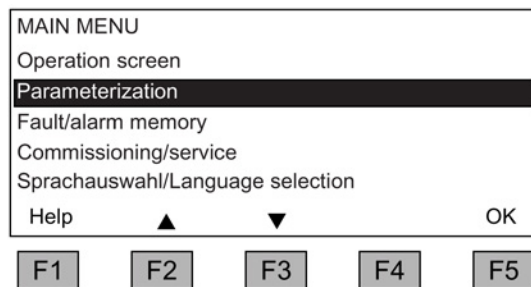 MAIN MENU
Operation screen
Parameterization
Fault/alarm memory
Commissioning/service
Sprachauswahl/Language selection
Help ▲ ▼ OK
F1 F2 F3 F4 F5